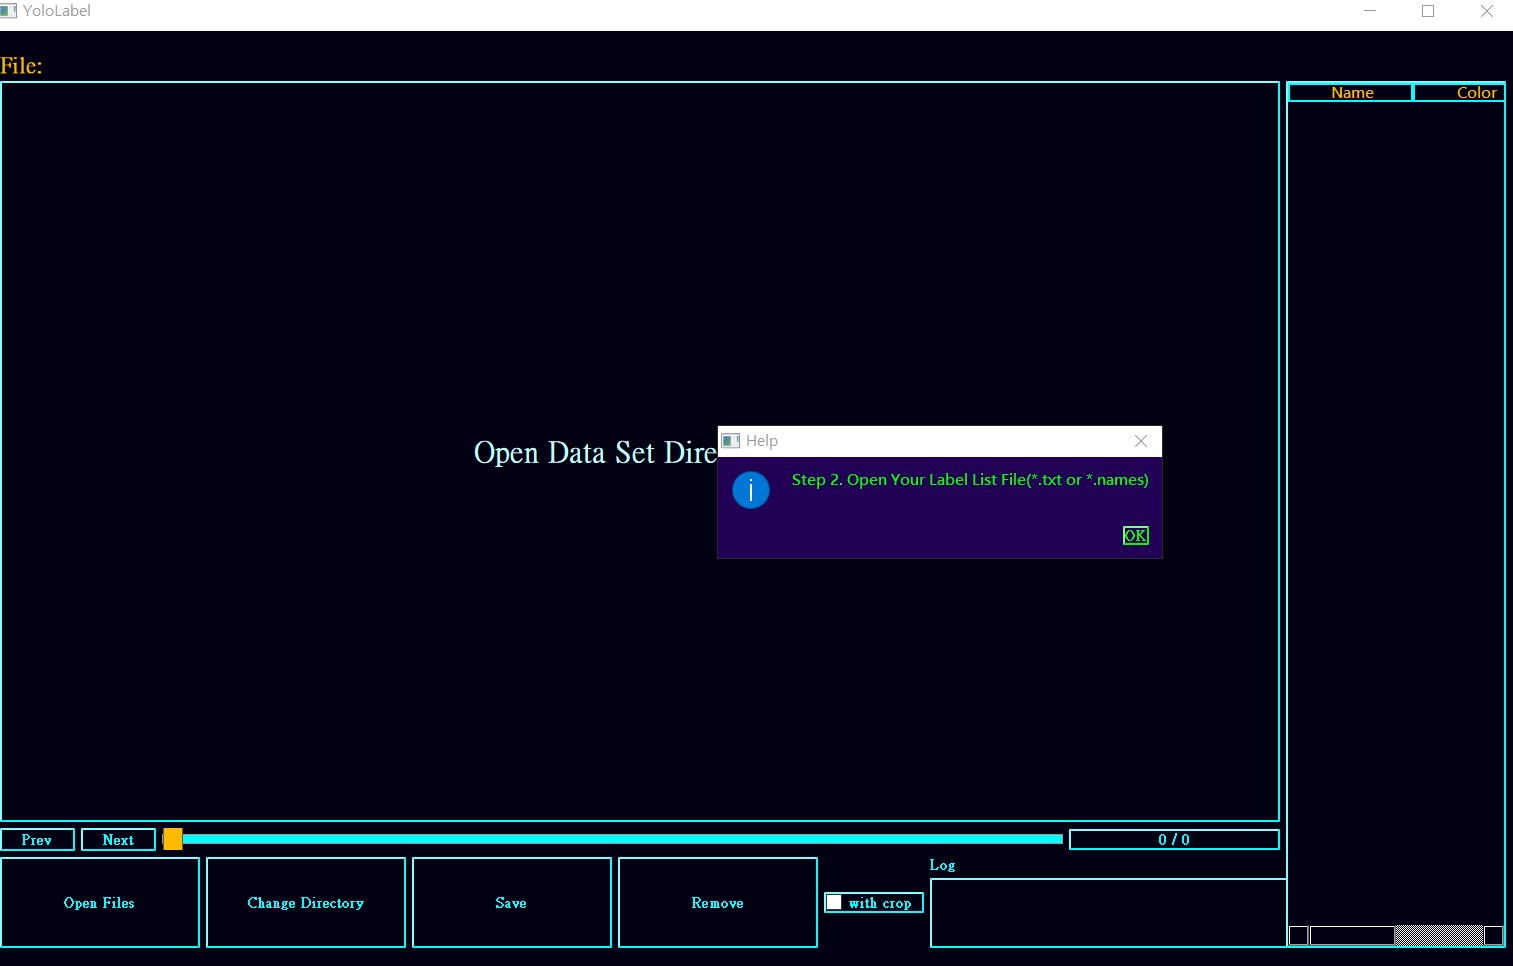 YoloLabel
File:
Name
Color
Open Data Set Dire
Help
Step 2. Open Your Label List File(*.txt or *.names)
OK
Prev
Next
0 / 0
Open Files
Change Directory
Save
Remove
with crop
Log